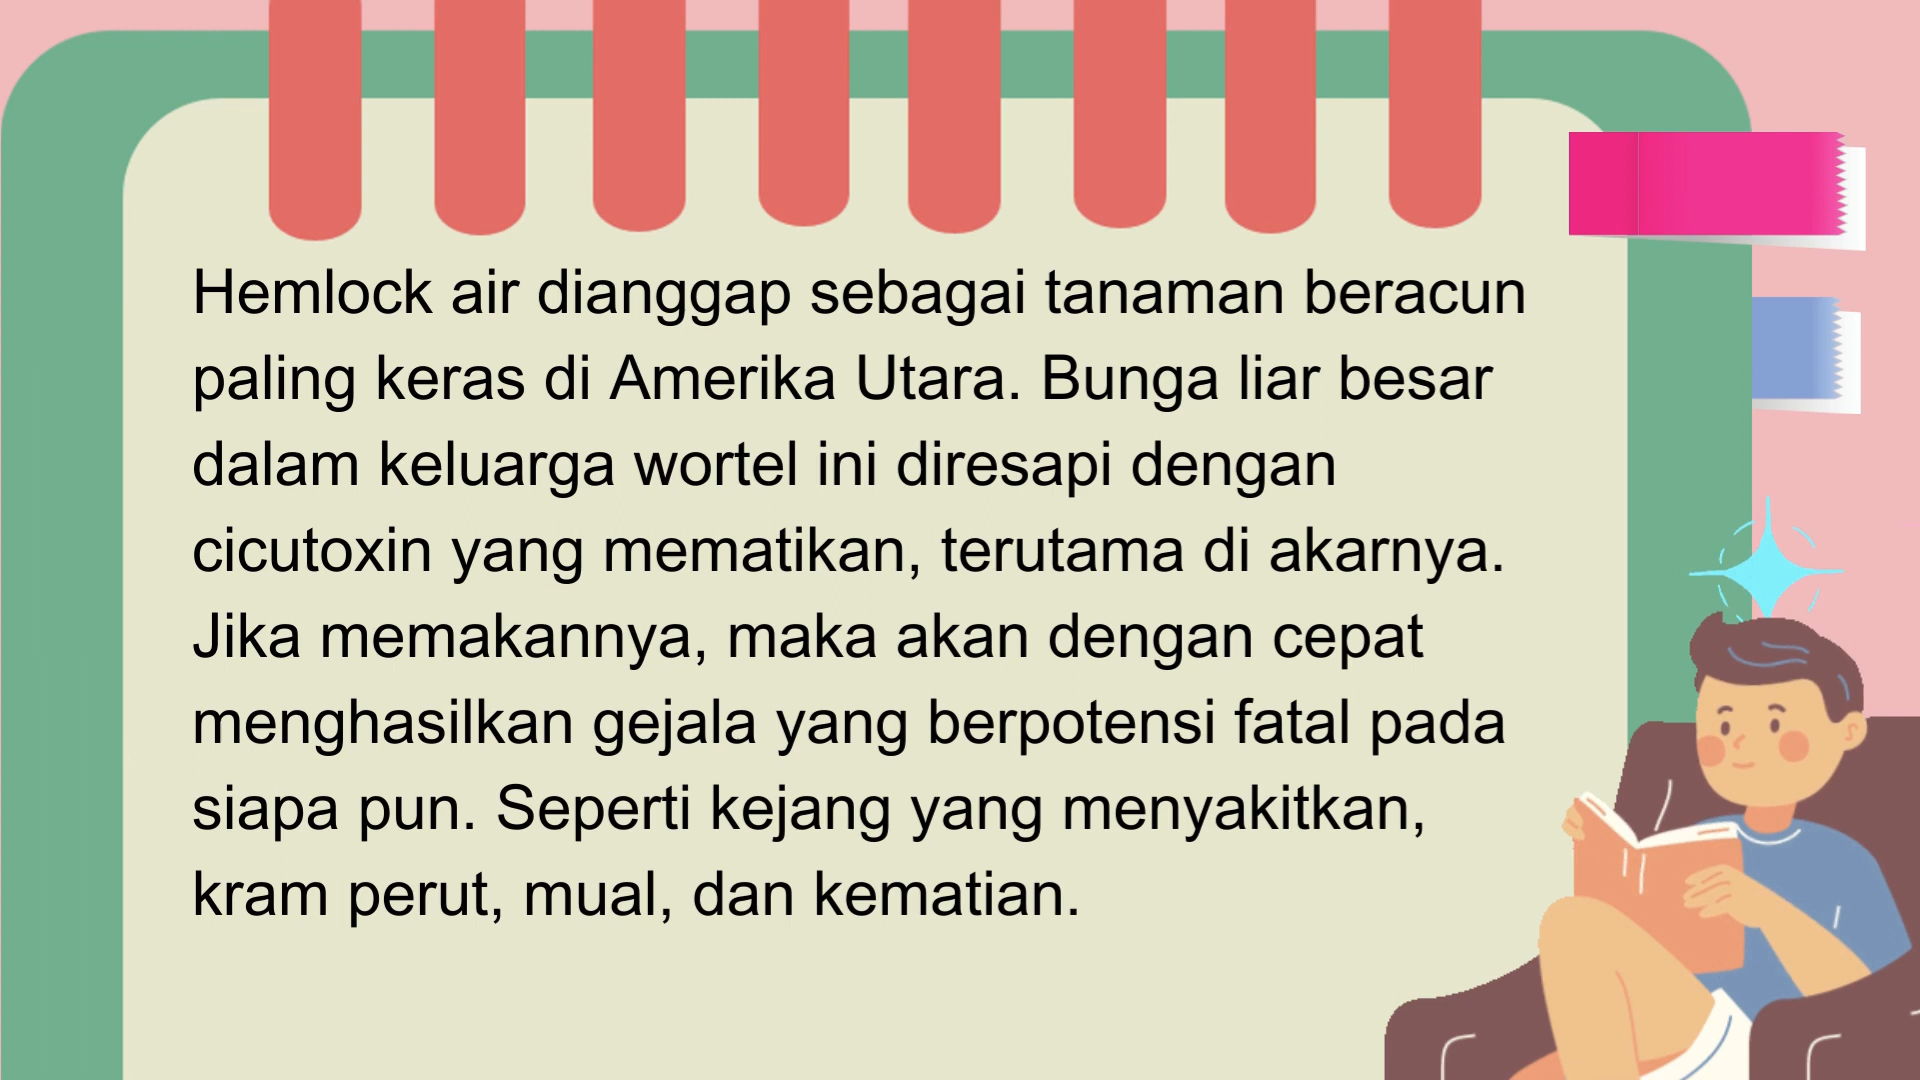 Hemlock air dianggap sebagai tanaman beracun
paling keras di Amerika Utara. Bunga liar besar
dalam keluarga wortel ini diresapi dengan
cicutoxin yang mematikan, terutama di akarnya.
Jika memakannya, maka akan dengan cepat
menghasilkan gejala yang berpotensi fatal pada
siapa pun. Seperti kejang yang menyakitkan,
kram perut, mual, dan kematian.